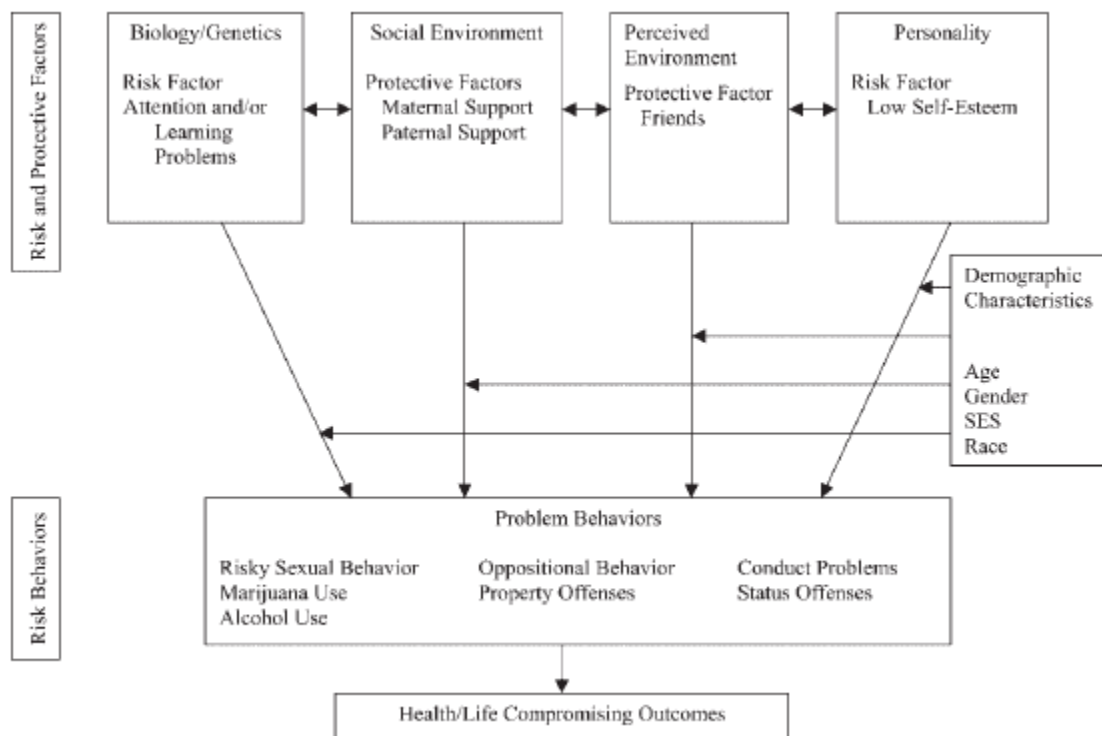 Risk and Protective Factors
Biology/Genetics
Risk Factor
Attention and/or
Learning
Problems
Social Environment
Protective Factors
Maternal Support
Paternal Support
Perceived
Environment
Protective Factor
Friends
Personality
Risk Factor
Low Self-Esteem
Demographic
Characteristics
Age
Gender
SES
Race
Risk Behaviors
Problem Behaviors
Risky Sexual Behavior
Marijuana Use
Alcohol Use
Oppositional Behavior
Property Offenses
Conduct Problems
Status Offenses
Health/Life Compromising Outcomes